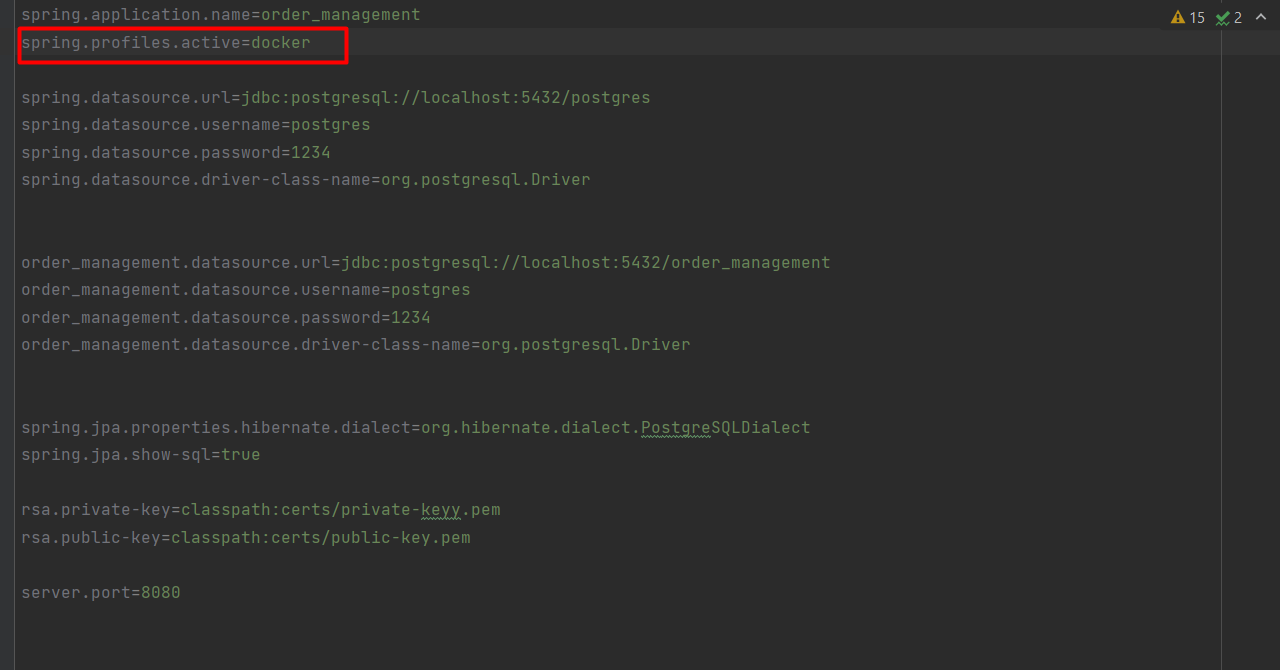 spring.application.name=order_management
15 2
spring.profiles.active=docker
spring.datasource.url=jdbc:postgresql://localhost:5432/postgres
spring.datasource.username=postgres
spring.datasource.password=1234
spring.datasource.driver-class-name=org.postgresql.Driver
order_management.datasource.url=jdbc:postgresql://localhost:5432/order_management
order_management.datasource.username=postgres
order_management.datasource.password=1234
order_management.datasource.driver-class-name=org.postgresql.Driver
spring.jpa.properties.hibernate.dialect=org.hibernate.dialect.PostgreSQLDialect
spring.jpa.show-sql=true
rsa.private-key=classpath:certs/private-keyy.pem
rsa.public-key=classpath:certs/public-key.pem
server.port=8080